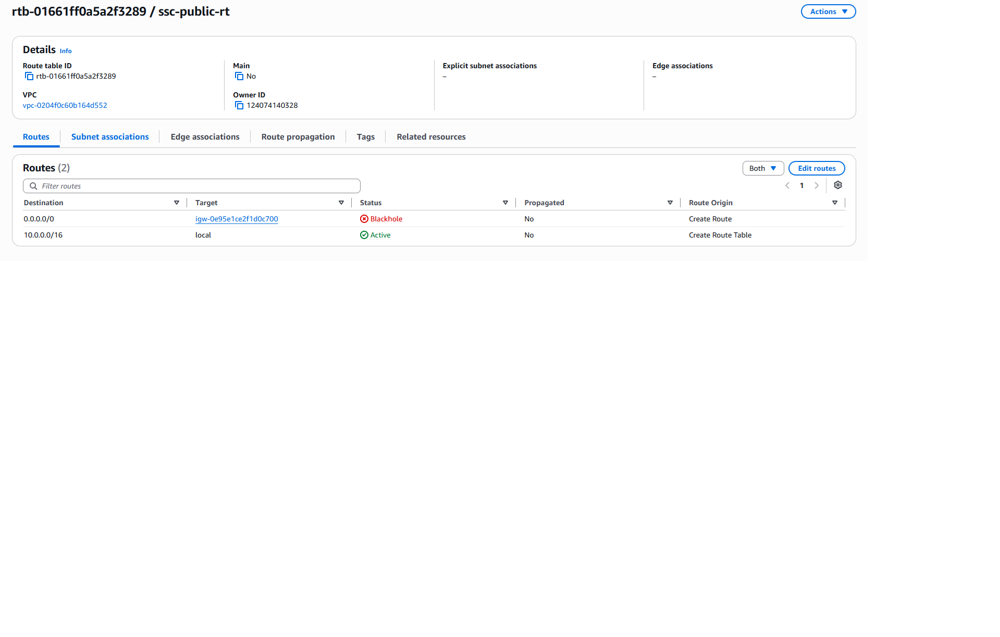 rtb-01661ff0a5a2f3289 / ssc-public-rt
Actions
Details Info
Route table ID
rtb-01661ff0a5a2f3289
Main
No
Explicit subnet associations
–
Edge associations
–
VPC
vpc-0204f0c60b164d552
Owner ID
124074140328
Routes
Subnet associations
Edge associations
Route propagation
Tags
Related resources
Routes (2)
Both
Edit routes
Filter routes
1
Destination Target Status Propagated Route Origin
0.0.0.0/0 igw-0e95e1ce2f1d0c700 Blackhole No Create Route
10.0.0.0/16 local Active No Create Route Table